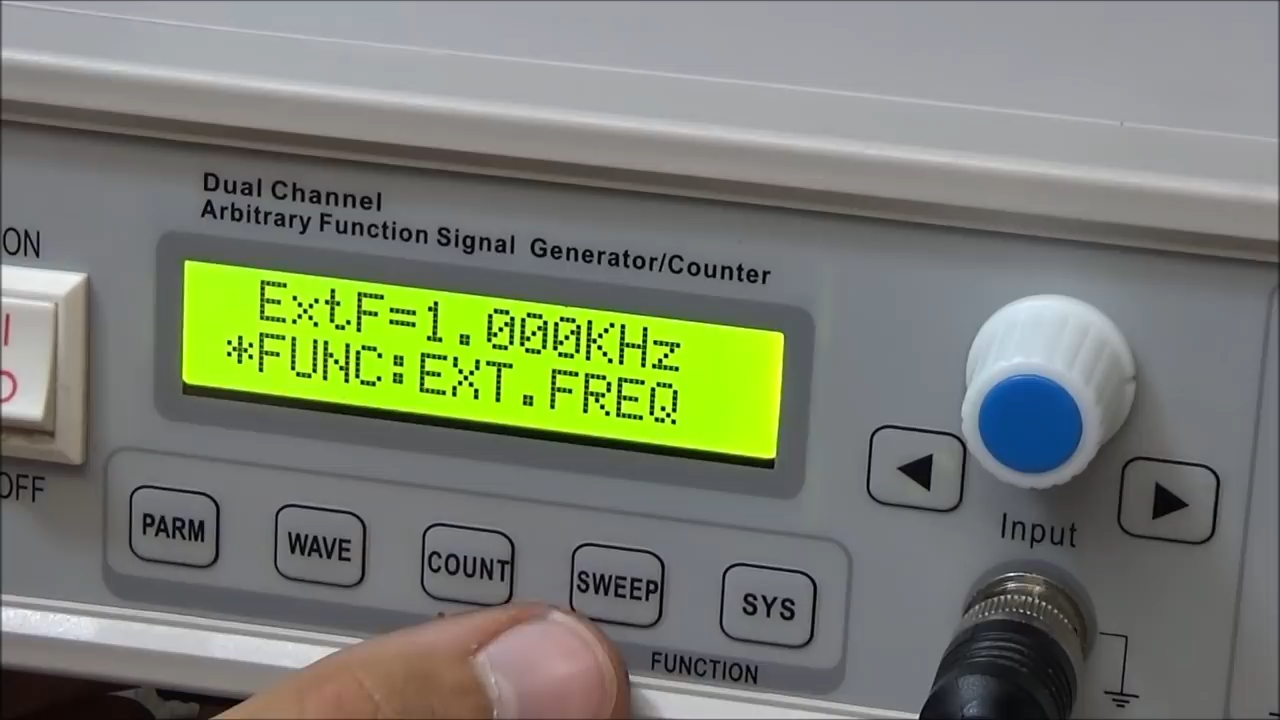 Dual Channel
Arbitrary Function Signal Generator/Counter
ON
ExtF=1.000KHz
*FUNC:EXT.FREQ
I
O
OFF
PARM
WAVE
COUNT
SWEEP
SYS
FUNCTION
◀
▶
Input